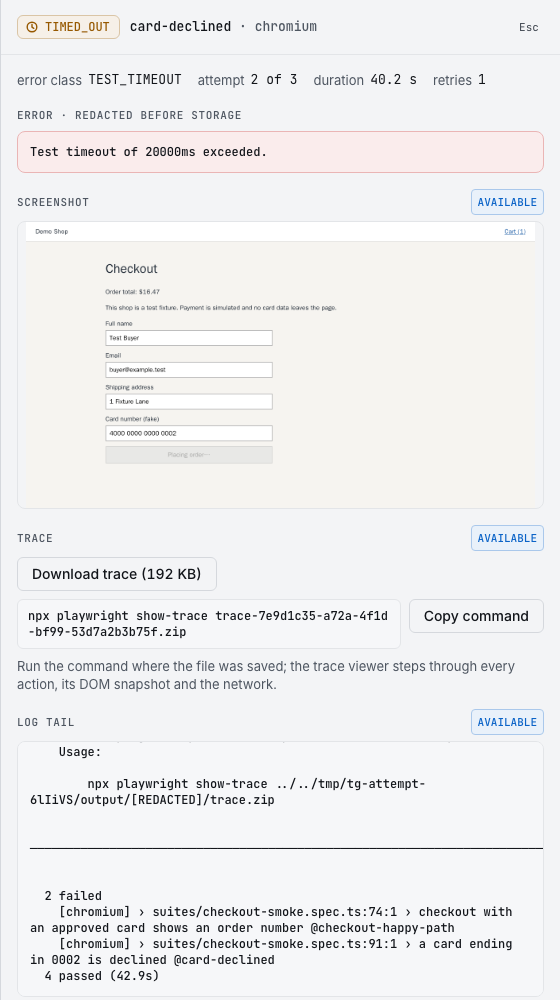 TIMED_OUT card-declined · chromium Esc
error class TEST_TIMEOUT attempt 2 of 3 duration 40.2 s retries 1
ERROR · REDACTED BEFORE STORAGE
Test timeout of 20000ms exceeded.
SCREENSHOT AVAILABLE
Demo Shop Cart (1)
Checkout
Order total: $16.47
This shop is a test fixture. Payment is simulated and no card data leaves the page.
Full name
Test Buyer
Email
buyer@example.test
Shipping address
1 Fixture Lane
Card number (fake)
4000 0000 0000 0002
Placing order…
TRACE AVAILABLE
Download trace (192 KB)
npx playwright show-trace trace-7e9d1c35-a72a-4f1d
-bf99-53d7a2b3b75f.zip
Copy command
Run the command where the file was saved; the trace viewer steps through every
action, its DOM snapshot and the network.
LOG TAIL AVAILABLE
Usage:
npx playwright show-trace ../../tmp/tg-attempt-
6lIiVS/output/[REDACTED]/trace.zip
2 failed
[chromium] › suites/checkout-smoke.spec.ts:74:1 › checkout with
an approved card shows an order number @checkout-happy-path
[chromium] › suites/checkout-smoke.spec.ts:91:1 › a card ending
in 0002 is declined @card-declined
4 passed (42.9s)